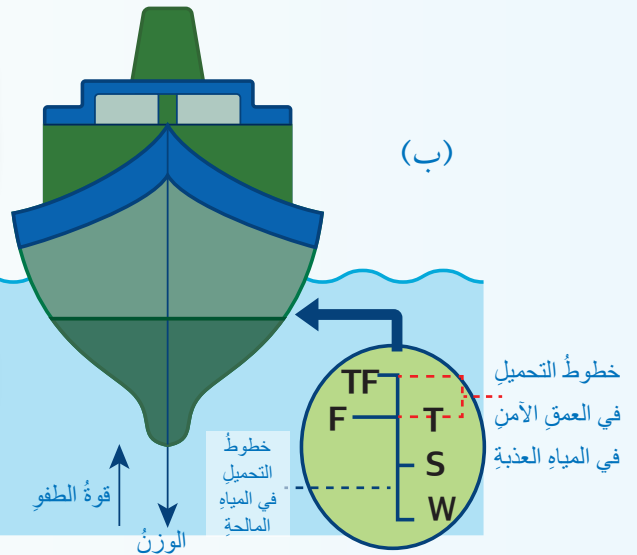 (ب)
خطوطُ التحميلِ
في العمقِ الآمنِ
في المياهِ العذبةِ
TF
F
T
S
W
خطوطُ
التحميلِ
في المياهِ
المالحةِ
قوةُ الطفوِ
الوزنُ